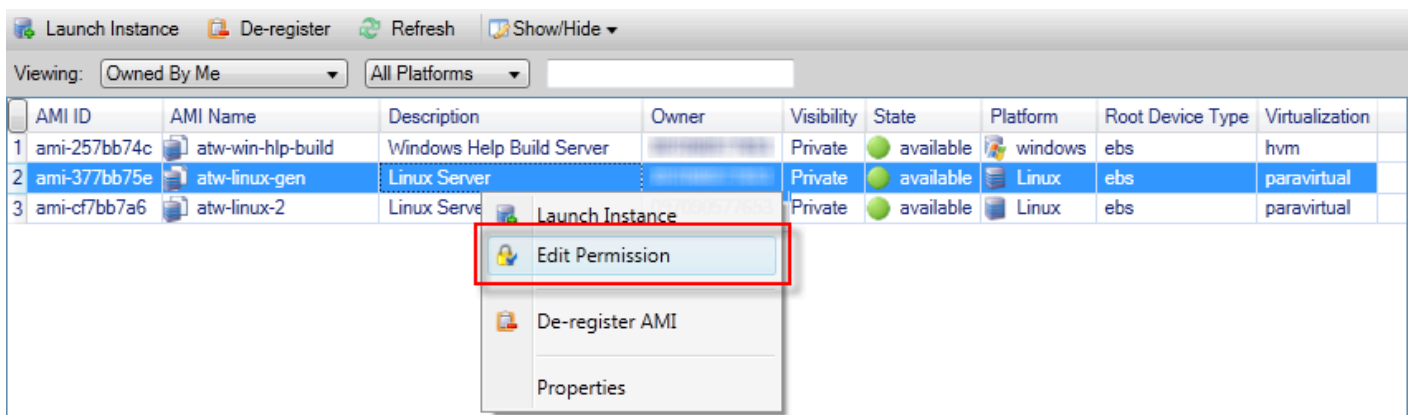 Launch Instance De-register Refresh Show/Hide
Viewing: Owned By Me All Platforms
AMI ID AMI Name Description Owner Visibility State Platform Root Device Type Virtualization
1 ami-257bb74c atw-win-hlp-build Windows Help Build Server Private available windows ebs hvm
2 ami-377bb75e atw-linux-gen Linux Server Private available Linux ebs paravirtual
3 ami-cf7bb7a6 atw-linux-2 Linux Serve Private available Linux ebs paravirtual
Launch Instance
Edit Permission
De-register AMI
Properties